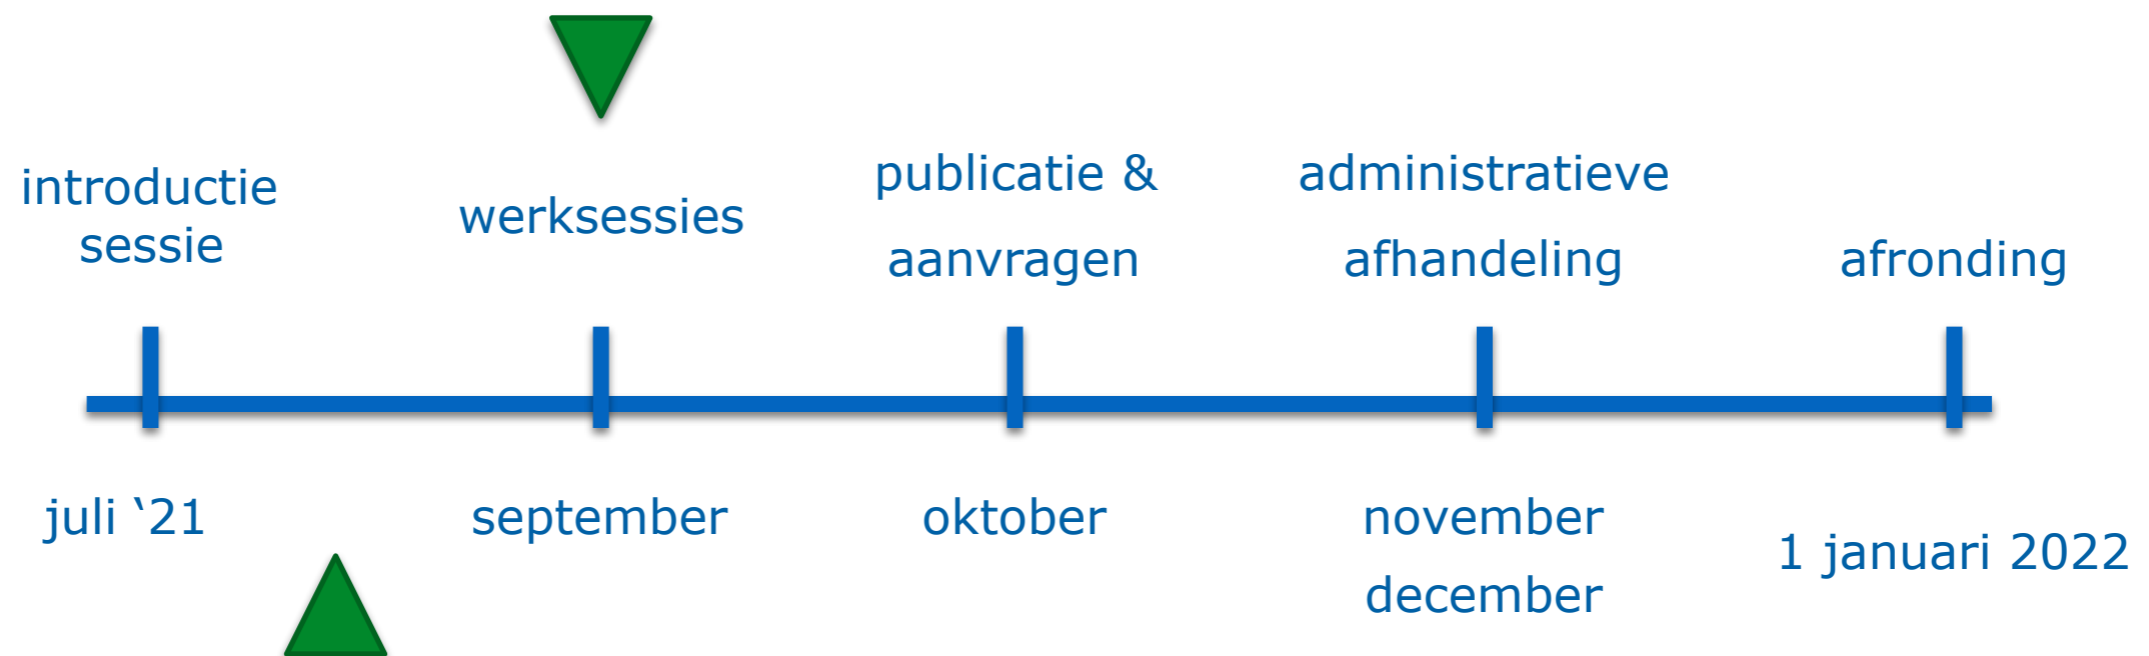 introductie
sessie
werksessies
publicatie &
aanvragen
administratieve
afhandeling
afronding
juli ‘21
september
oktober
november
december
1 januari 2022